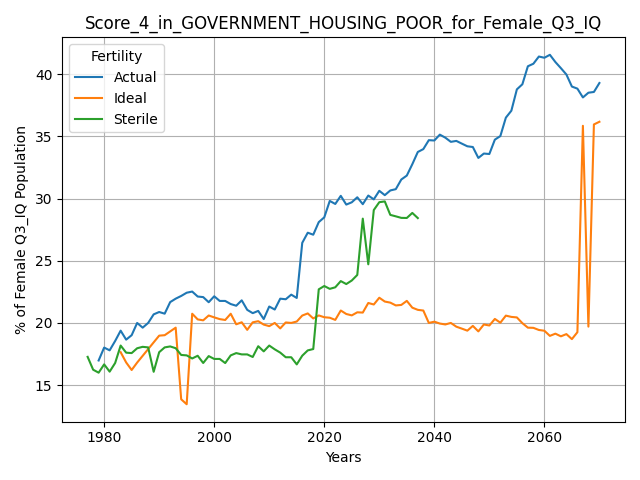 Score_4_in_GOVERNMENT_HOUSING_POOR_for_Female_Q3_IQ
Fertility
Actual
Ideal
Sterile
% of Female Q3_IQ Population
40
35
30
25
20
15
1980 2000 2020 2040 2060
Years